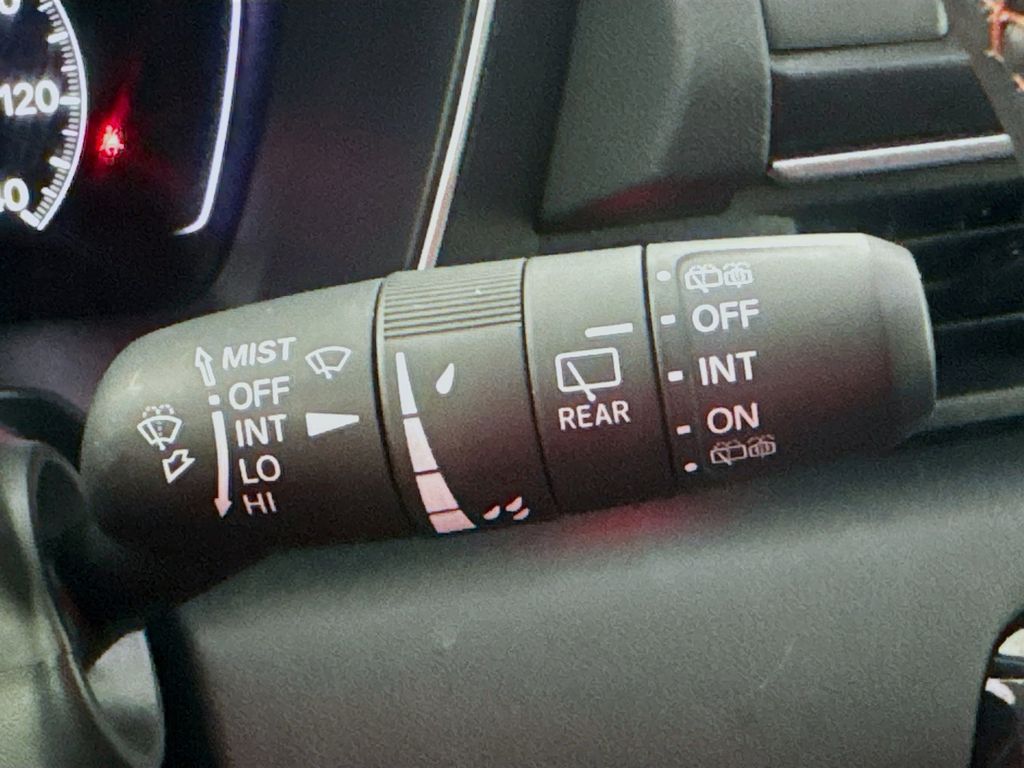 120
MIST
OFF
INT
LO
HI
REAR
OFF
INT
ON